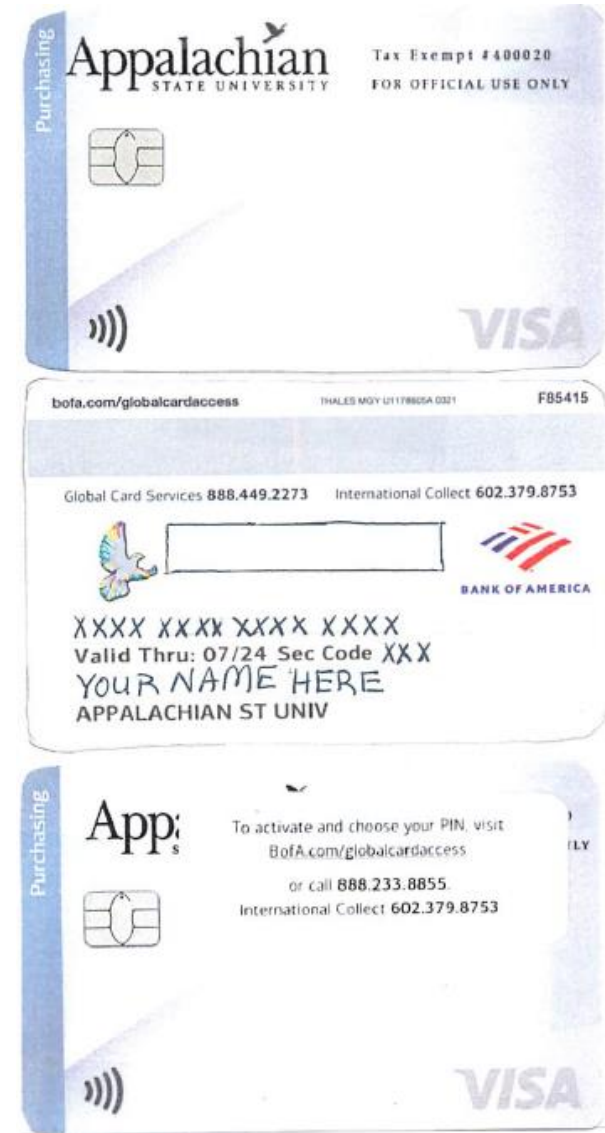 Purchasing
Appalachian
STATE UNIVERSITY
Tax Exempt #400020
FOR OFFICIAL USE ONLY
VISA
bofa.com/globalcardaccess
F85415
Global Card Services 888.449.2273 International Collect 602.379.8753
BANK OF AMERICA
XXXX XXXX XXXX XXXX
Valid Thru: 07/24 Sec Code XXX
YOUR NAME HERE
APPALACHIAN ST UNIV
Purchasing
App
S
To activate and choose your PIN, visit
BofA.com/globalcardaccess
or call 888.233.8855.
International Collect 602.379.8753
LY
VISA